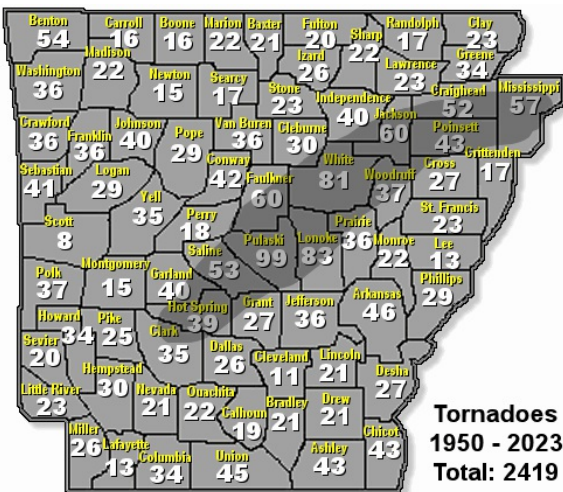 Benton 54
Carroll 16
Boone 16
Marion 22
Baxter 21
Fulton 20
Sharp 22
Randolph 17
Clay 23
Madison 22
Izard 26
Lawrence 23
Greene 34
Washington 36
Newton 15
Searcy 17
Stone 23
Independence 40
Craighead 52
Mississippi 57
Jackson 60
Crawford 36
Franklin 36
Johnson 40
Pope 29
Van Buren 36
Cleburne 30
Poinsett 43
Sebastian 41
Logan 29
Conway 42
Faulkner 60
White 81
Woodruff 37
Cross 27
Crittenden 17
Scott 8
Yell 35
Perry 18
Saline 53
Pulaski 99
Lonoke 83
Prairie 36
Monroe 22
St. Francis 23
Lee 13
Polk 37
Montgomery 15
Garland 40
Hot Spring 39
Grant 27
Jefferson 36
Arkansas 46
Phillips 29
Howard 34
Pike 25
Clark 35
Dallas 26
Cleveland 11
Lincoln 21
Desha 27
Sevier 20
Hempstead 30
Little River 23
Nevada 21
Ouachita 22
Calhoun 19
Bradley 21
Drew 21
Chicot 43
Miller 26
Lafayette 13
Columbia 34
Union 45
Ashley 43
Tornadoes
1950 - 2023
Total: 2419